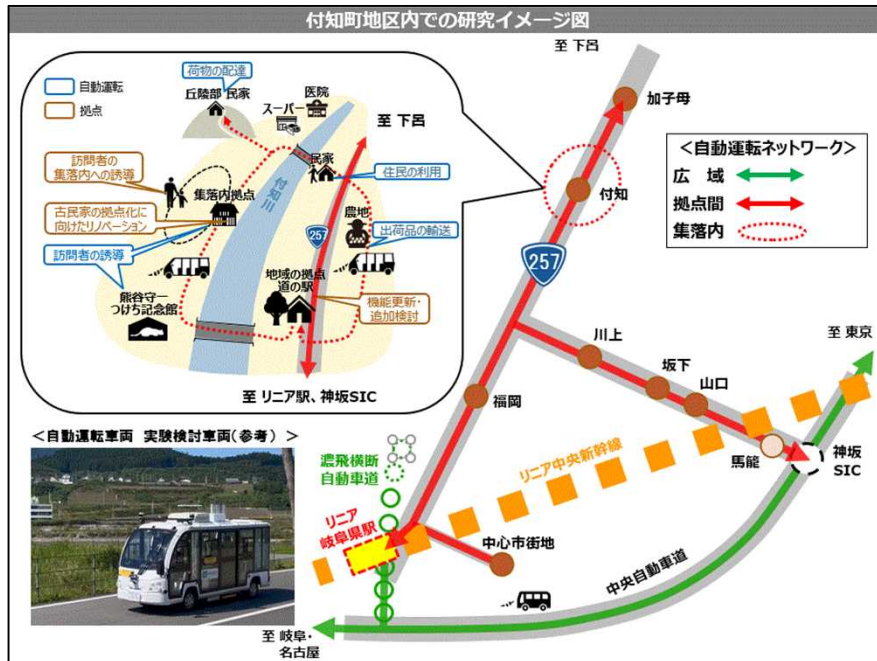 付知町地区内での研究イメージ図
自動運転
拠点
荷物の配達
丘陵部 民家
医院
スーパー
至 下呂
訪問者の
集落内への誘導
集落内拠点
付知川
民家
住民の利用
古民家の拠点化に
向けたリノベーション
農地
257
出荷品の輸送
訪問者の誘導
地域の拠点
道の駅
機能更新・
追加検討
熊谷守一
つけち記念館
至 リニア駅、神坂SIC
至 下呂
加子母
付知
257
<自動運転ネットワーク>
広 域
拠点間
集落内
川上
坂下
山口
至 東京
福岡
馬籠
神坂
SIC
リニア中央新幹線
濃飛横断
自動車道
リニア
岐阜県駅
中心市街地
中央自動車道
至 岐阜・
名古屋
<自動運転車両 実験検討車両(参考) >